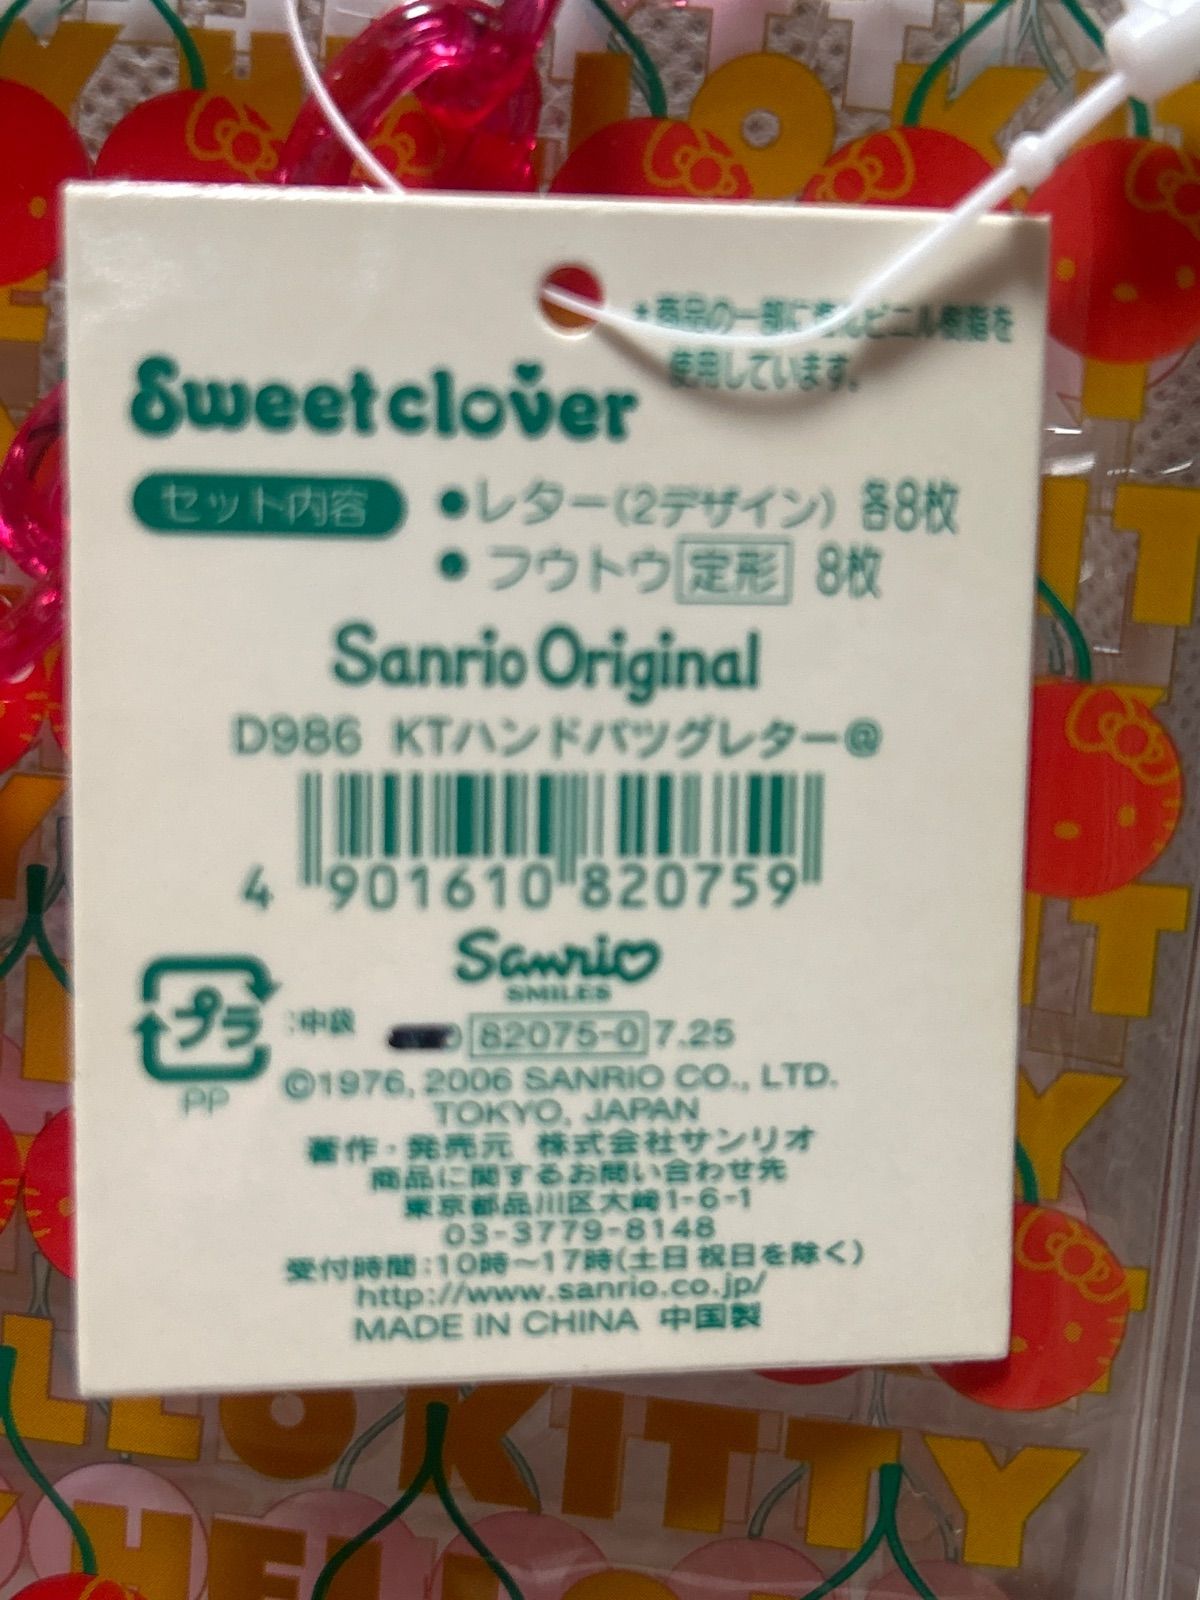 *商品の一部に塩化ビニル樹脂を
使用しています。
Sweet clover
セット内容 ●レター(2デザイン) 各8枚
●フウトウ 定形 8枚
Sanrio Original
D986 KTハンドバッグレター@
4 901610 820759
Sanrio
SMILES
プラ :中袋
PP
82075-0 7.25
©1976, 2006 SANRIO CO., LTD.
TOKYO, JAPAN
著作・発売元 株式会社サンリオ
商品に関するお問い合わせ先
東京都品川区大崎1-6-1
03-3779-8148
受付時間:10時〜17時(土日祝日を除く)
http://www.sanrio.co.jp/
MADE IN CHINA 中国製
HELLO KITTY
HELLO